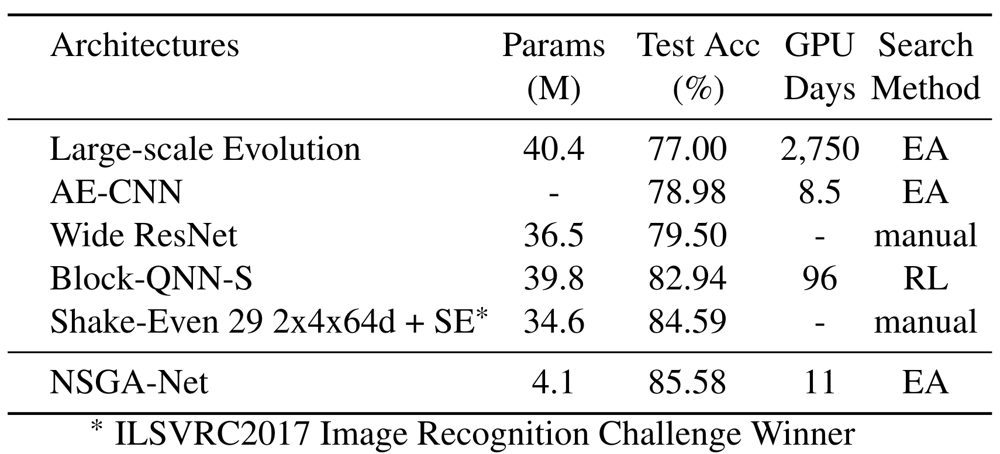 Architectures Params Test Acc GPU Search
(M) (%) Days Method
Large-scale Evolution 40.4 77.00 2,750 EA
AE-CNN - 78.98 8.5 EA
Wide ResNet 36.5 79.50 - manual
Block-QNN-S 39.8 82.94 96 RL
Shake-Even 29 2x4x64d + SE* 34.6 84.59 - manual
NSGA-Net 4.1 85.58 11 EA
* ILSVRC2017 Image Recognition Challenge Winner